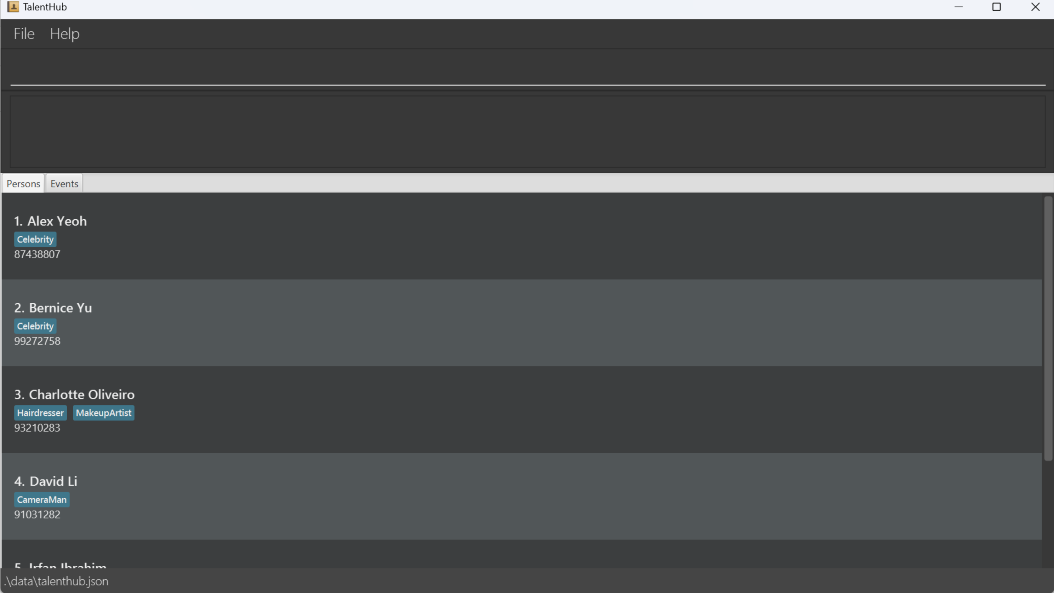 TalentHub
File Help
Persons Events
1. Alex Yeoh
Celebrity
87438807
2. Bernice Yu
Celebrity
99272758
3. Charlotte Oliveiro
Hairdresser MakeupArtist
93210283
4. David Li
CameraMan
91031282
5. Irfan Ibrahim
.\data\talenthub.json